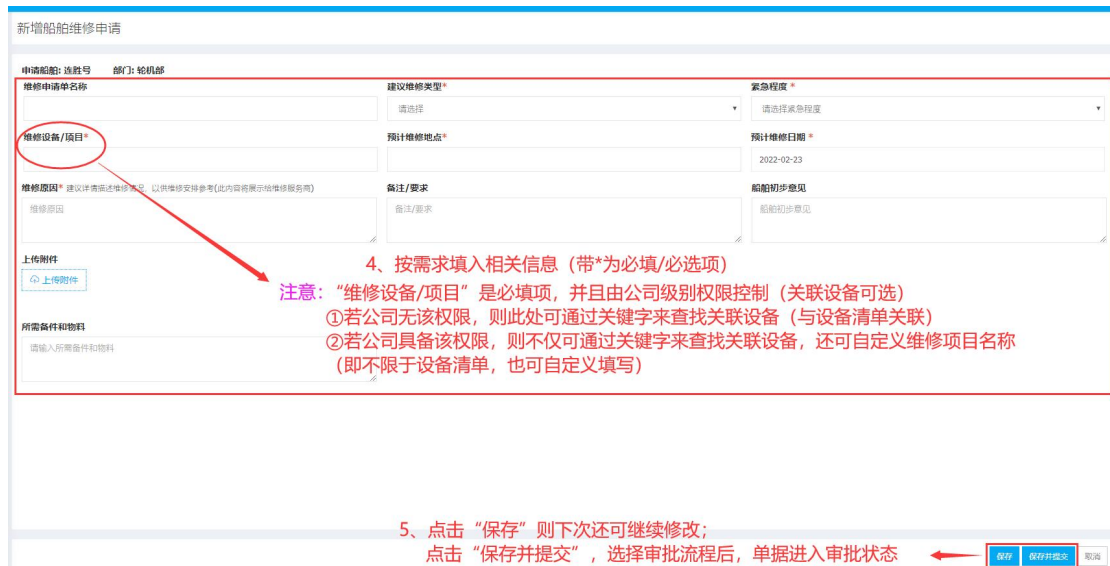 新增船舶维修申请
申请船舶: 连胜号 部门: 轮机部
维修申请单名称 建议维修类型* 紧急程度 *
请选择 请选择紧急程度
维修设备/项目* 预计维修地点* 预计维修日期 *
2022-02-23
维修原因* 建议详情描述维修情况，以供维修安排参考(此内容将展示给维修服务商) 备注/要求 船舶初步意见
维修原因 备注/要求 船舶初步意见
上传附件
上传附件
4、按需求填入相关信息（带*为必填/必选项）
注意：“维修设备/项目”是必填项，并且由公司级别权限控制（关联设备可选）
①若公司无该权限，则此处可通过关键字来查找关联设备（与设备清单关联）
所需备件和物料
②若公司具备该权限，则不仅可通过关键字来查找关联设备，还可自定义维修项目名称
请输入所需备件和物料
（即不限于设备清单，也可自定义填写）
5、点击“保存”则下次还可继续修改；
点击“保存并提交”，选择审批流程后，单据进入审批状态
保存 保存并提交 取消